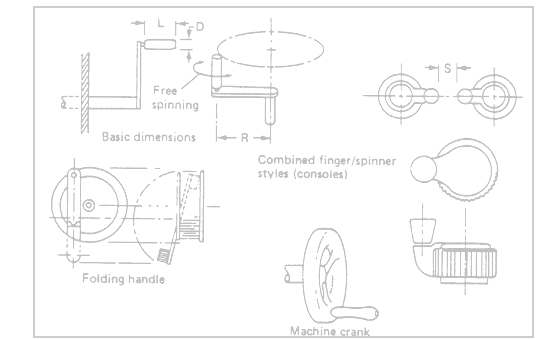 L
D
S
Free
spinning
R
Basic dimensions
Combined finger/spinner
styles (consoles)
Folding handle
Machine crank